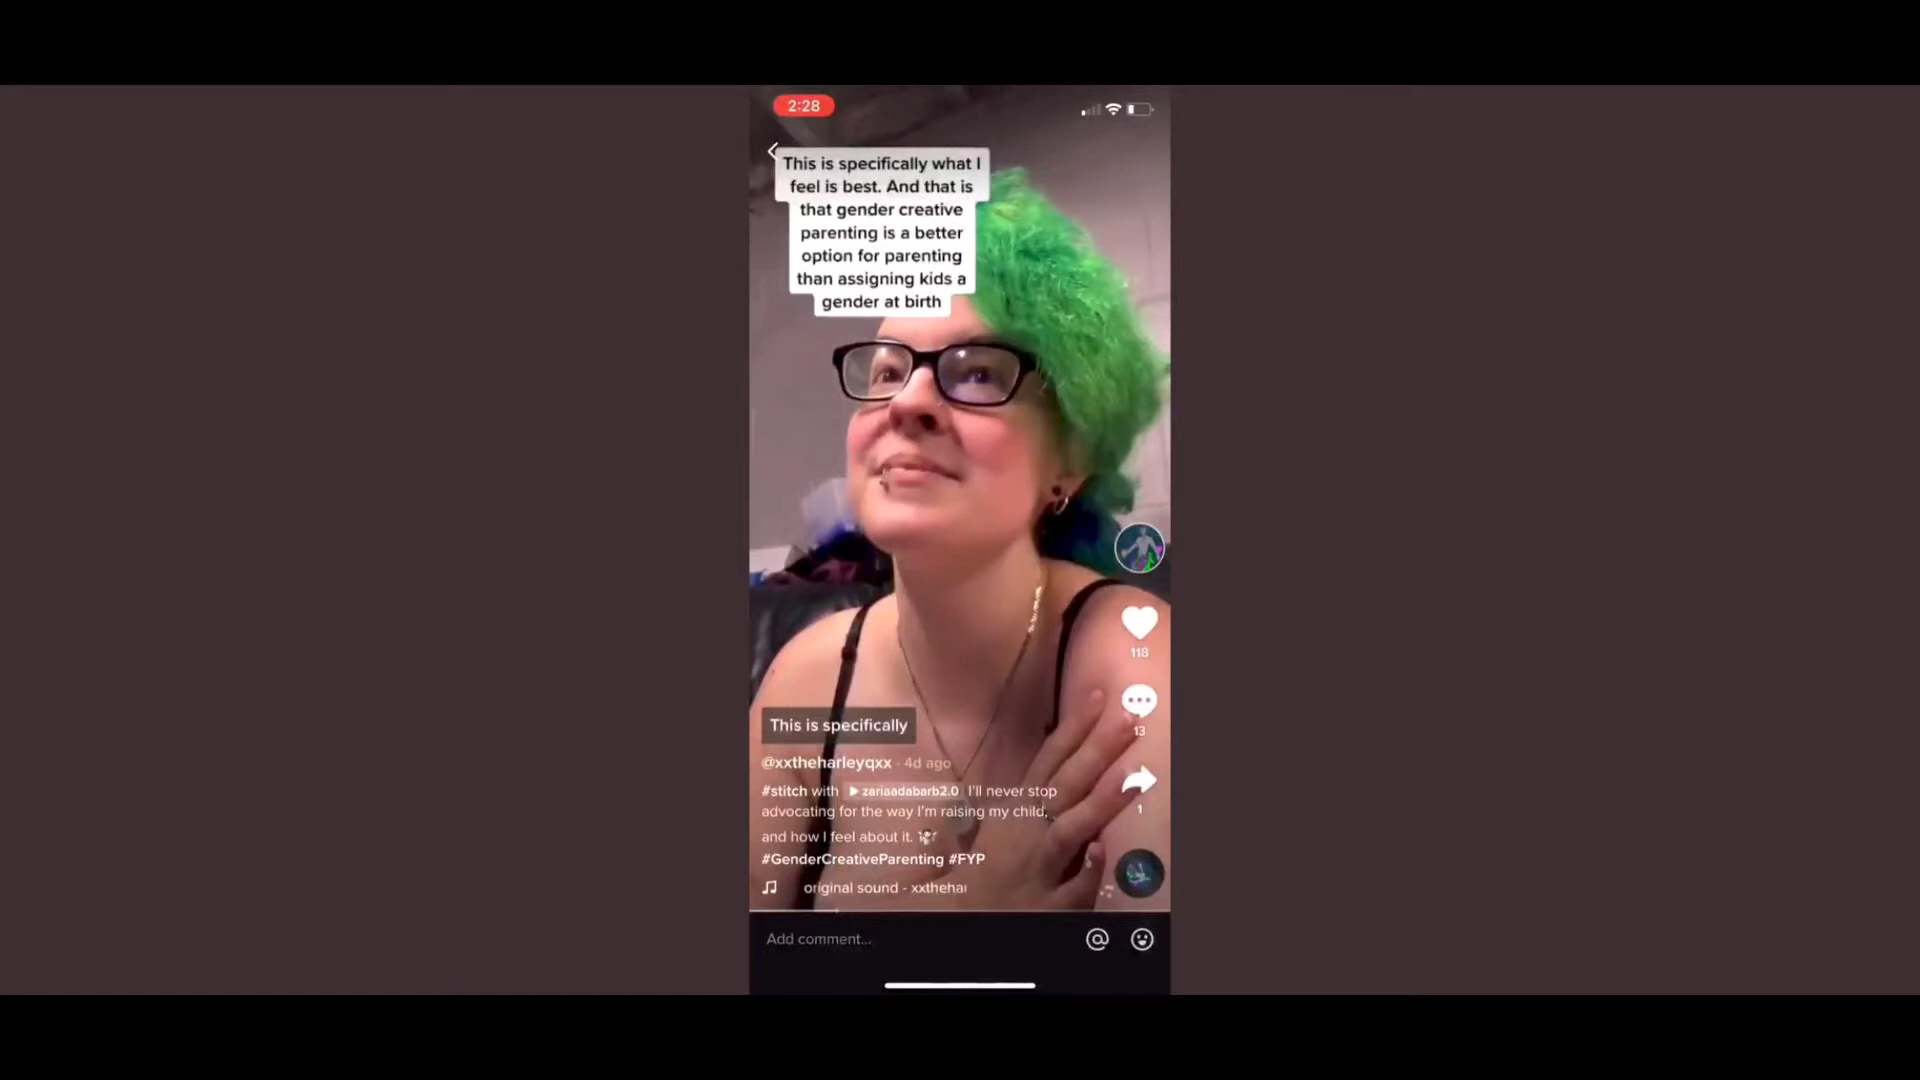 2:28
This is specifically what I
feel is best. And that is
that gender creative
parenting is a better
option for parenting
than assigning kids a
gender at birth
118
This is specifically
13
@xxtheharleyqxx · 4d ago
#stitch with ▶ zariaadabarb2.0 I'll never stop
advocating for the way I'm raising my child,
1
and how I feel about it.
#GenderCreativeParenting #FYP
original sound - xxthehar
Add comment...